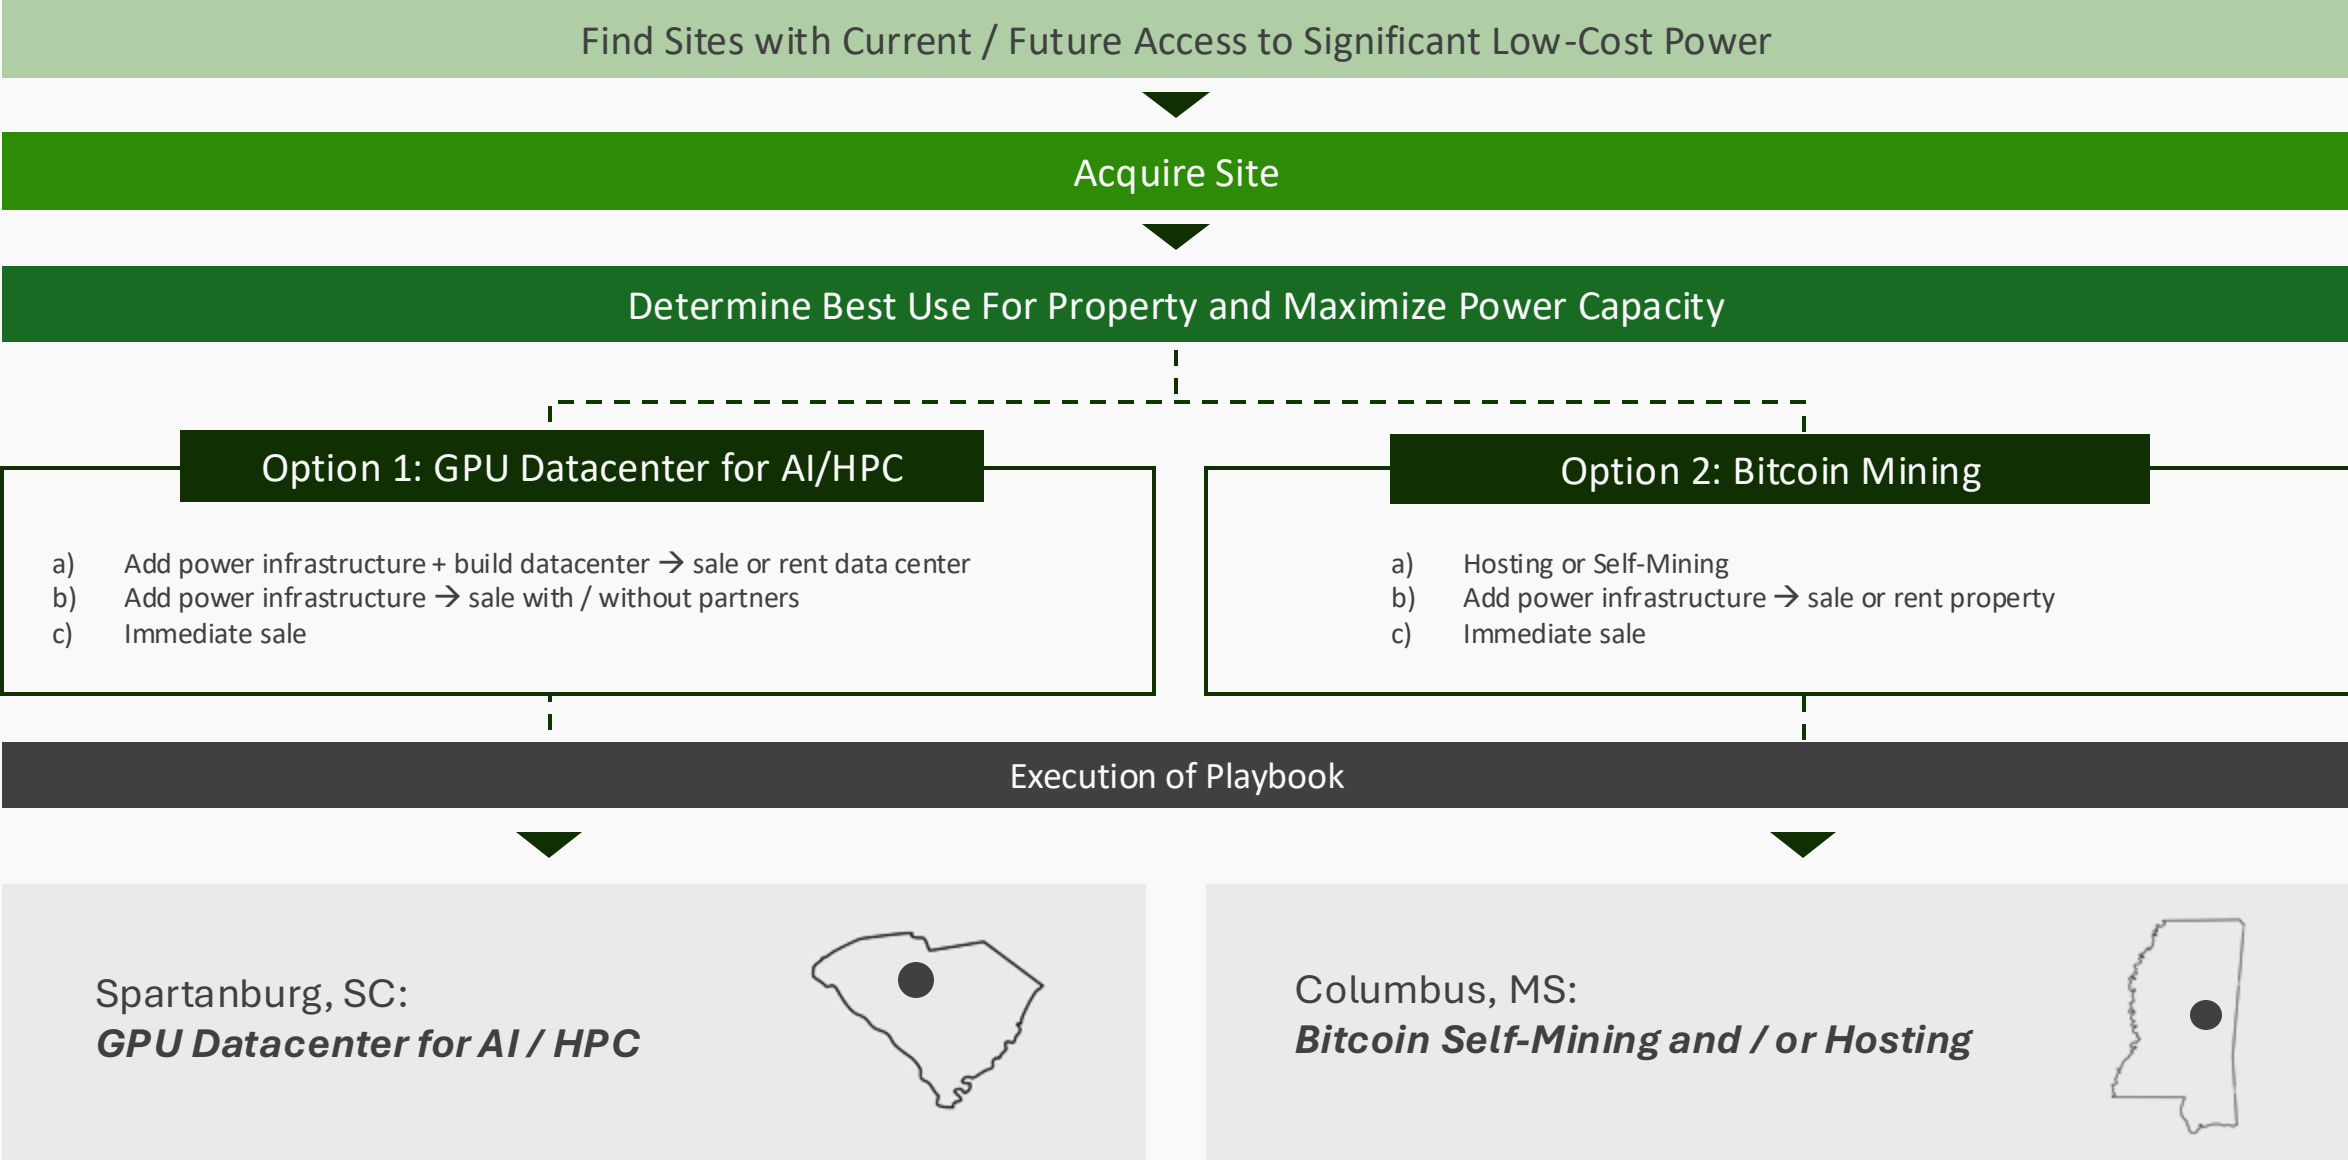 Find Sites with Current / Future Access to Significant Low-Cost Power
Acquire Site
Determine Best Use For Property and Maximize Power Capacity
Option 1: GPU Datacenter for AI/HPC
a) Add power infrastructure + build datacenter → sale or rent data center
b) Add power infrastructure → sale with / without partners
c) Immediate sale
Option 2: Bitcoin Mining
a) Hosting or Self-Mining
b) Add power infrastructure → sale or rent property
c) Immediate sale
Execution of Playbook
Spartanburg, SC:
GPU Datacenter for AI / HPC
Columbus, MS:
Bitcoin Self-Mining and / or Hosting